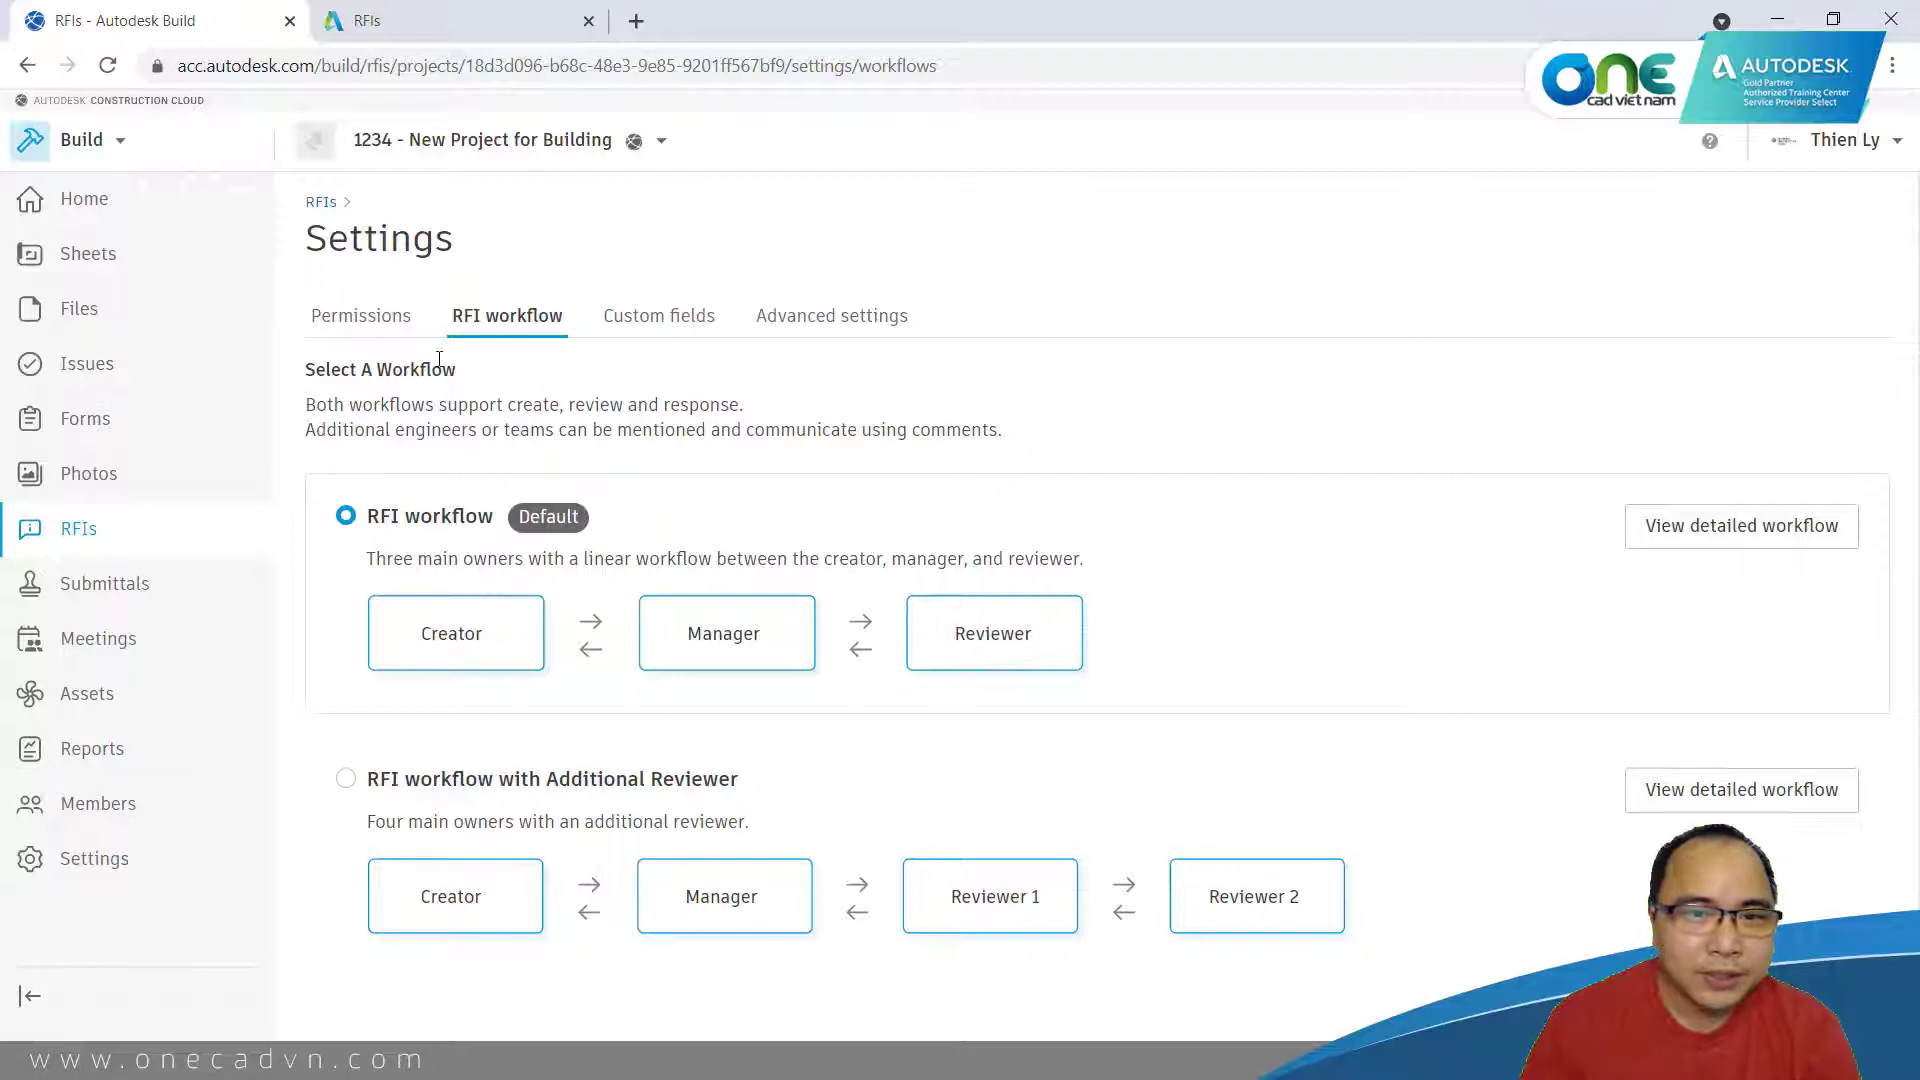 RFIs - Autodesk Build
RFIs
acc.autodesk.com/build/rfis/projects/18d3d096-b68c-48e3-9e85-9201ff567bf9/settings/workflows
one
cad viet nam
AUTODESK
Gold Partner
Authorized Training Center
Service Provider Select
AUTODESK CONSTRUCTION CLOUD
Build
1234 - New Project for Building
Thien Ly
Home
Sheets
Files
Issues
Forms
Photos
RFIs
Submittals
Meetings
Assets
Reports
Members
Settings
RFIs >
Settings
Permissions
RFI workflow
Custom fields
Advanced settings
Select A Workflow
Both workflows support create, review and response.
Additional engineers or teams can be mentioned and communicate using comments.
RFI workflow
Default
View detailed workflow
Three main owners with a linear workflow between the creator, manager, and reviewer.
Creator
Manager
Reviewer
RFI workflow with Additional Reviewer
View detailed workflow
Four main owners with an additional reviewer.
Creator
Manager
Reviewer 1
Reviewer 2
www.onecadvn.com